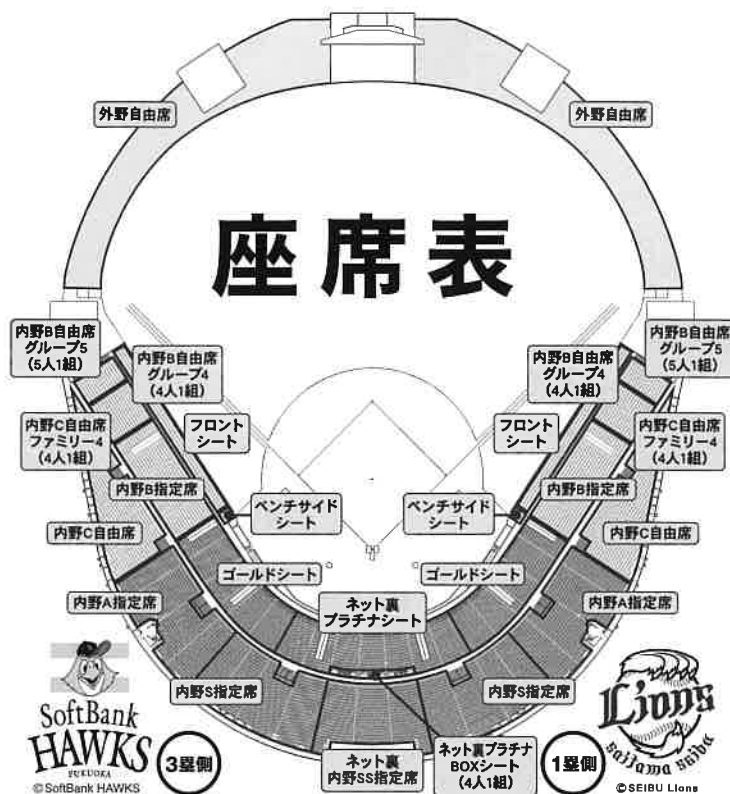 外野自由席
外野自由席
座席表
内野B自由席
グループ5
(5人1組)
内野B自由席
グループ4
(4人1組)
内野B自由席
グループ4
(4人1組)
内野B自由席
グループ5
(5人1組)
内野C自由席
ファミリー4
(4人1組)
フロント
シート
フロント
シート
内野C自由席
ファミリー4
(4人1組)
内野B指定席
内野B指定席
ベンチサイド
シート
ベンチサイド
シート
内野C自由席
内野C自由席
ゴールドシート
ゴールドシート
内野A指定席
ネット裏
プラチナシート
内野A指定席
内野S指定席
内野S指定席
SoftBank
HAWKS
FUKUOKA
©SoftBank HAWKS
3塁側
ネット裏
内野SS指定席
ネット裏プラチナ
BOXシート
(4人1組)
1塁側
Lions
saitama seibu
©SEIBU Lions